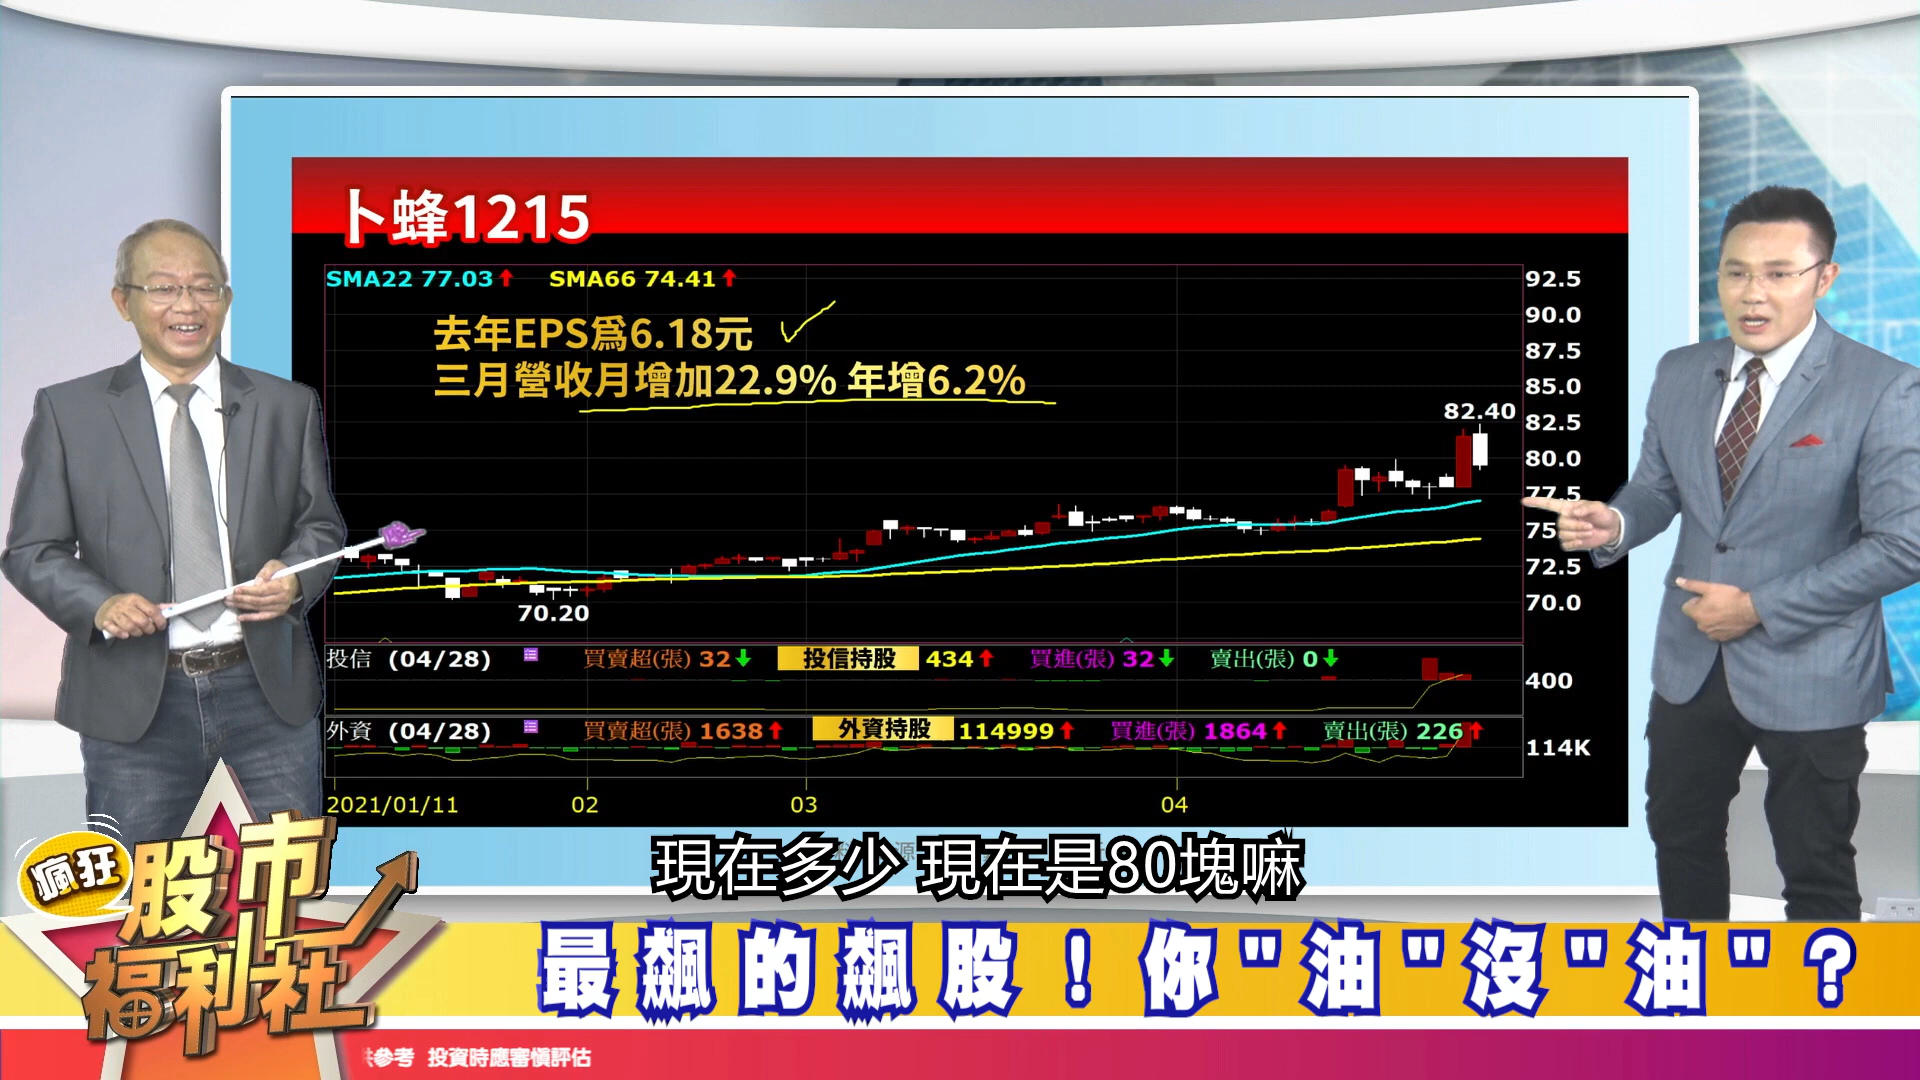 卜蜂1215
SMA22 77.03↑ SMA66 74.41↑
去年EPS為6.18元
三月營收月增加22.9% 年增6.2%
92.5
90.0
87.5
85.0
82.40
82.5
80.0
77.5
75.
72.5
70.0
70.20
投信 (04/28) 買賣超(張) 32↓ 投信持股 434↑ 買進(張) 32↓ 賣出(張) 0↓
400
外資 (04/28) 買賣超(張) 1638↑ 外資持股 114999↑ 買進(張) 1864↑ 賣出(張) 226↑
114K
2021/01/11 02 03 04
現在多少 現在是80塊嘛
瘋狂
股市
福利社
最飆的飆股！你"油"沒"油"？
參考 投資時應審慎評估